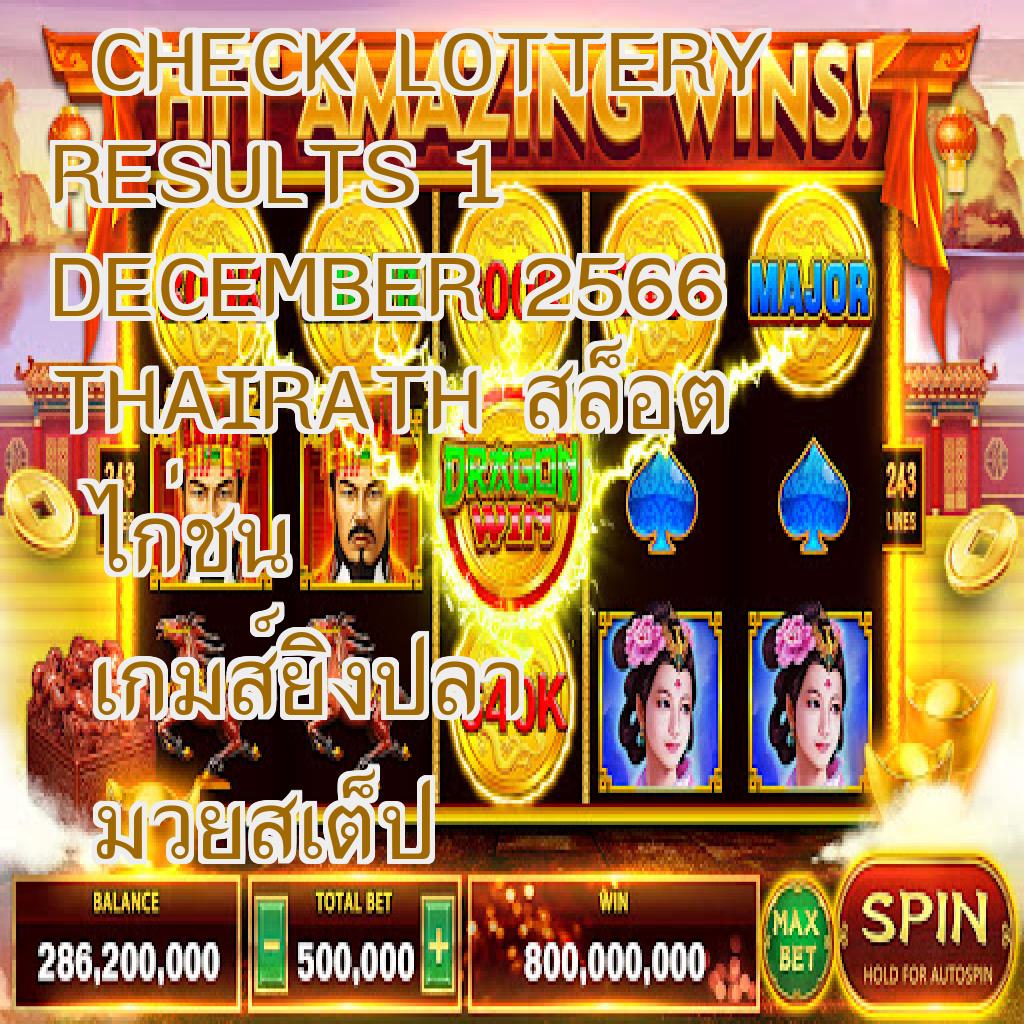 CHECK LOTTERY
HIT AMAZING WINS!
RESULTS 1
DECEMBER 2566
MAJOR
THAIRATH สล็อต
243
243
LINES
DRAGON
WIN
ไก่ชน
เกมส์ยิงปลา
มวยสเต็ป
BALANCE
TOTAL BET
WIN
286,200,000
- 500,000 +
800,000,000
MAX
BET
SPIN
HOLD FOR AUTOSPIN